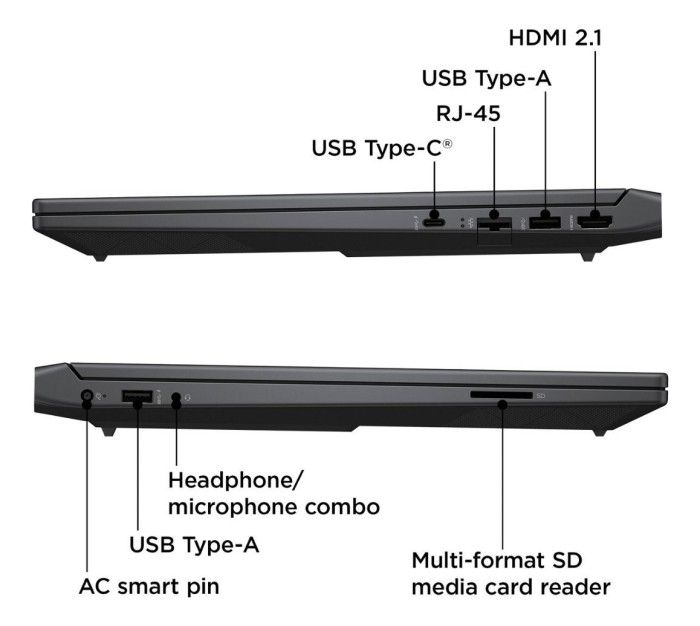 HDMI 2.1
USB Type-A
RJ-45
USB Type-C®
SD
Headphone/
microphone combo
USB Type-A
AC smart pin
Multi-format SD
media card reader